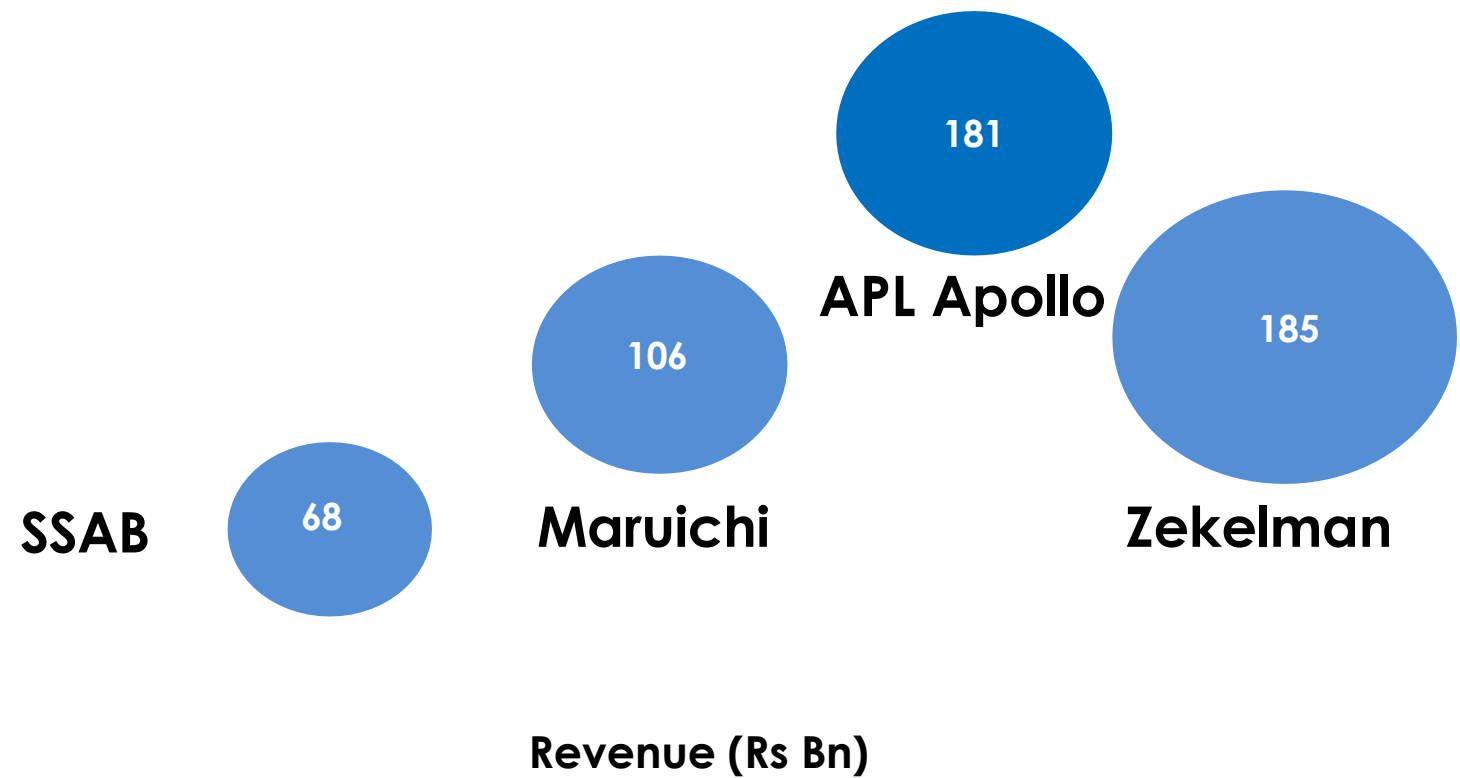 181
APL Apollo
185
106
68
SSAB
Maruichi
Zekelman
Revenue (Rs Bn)